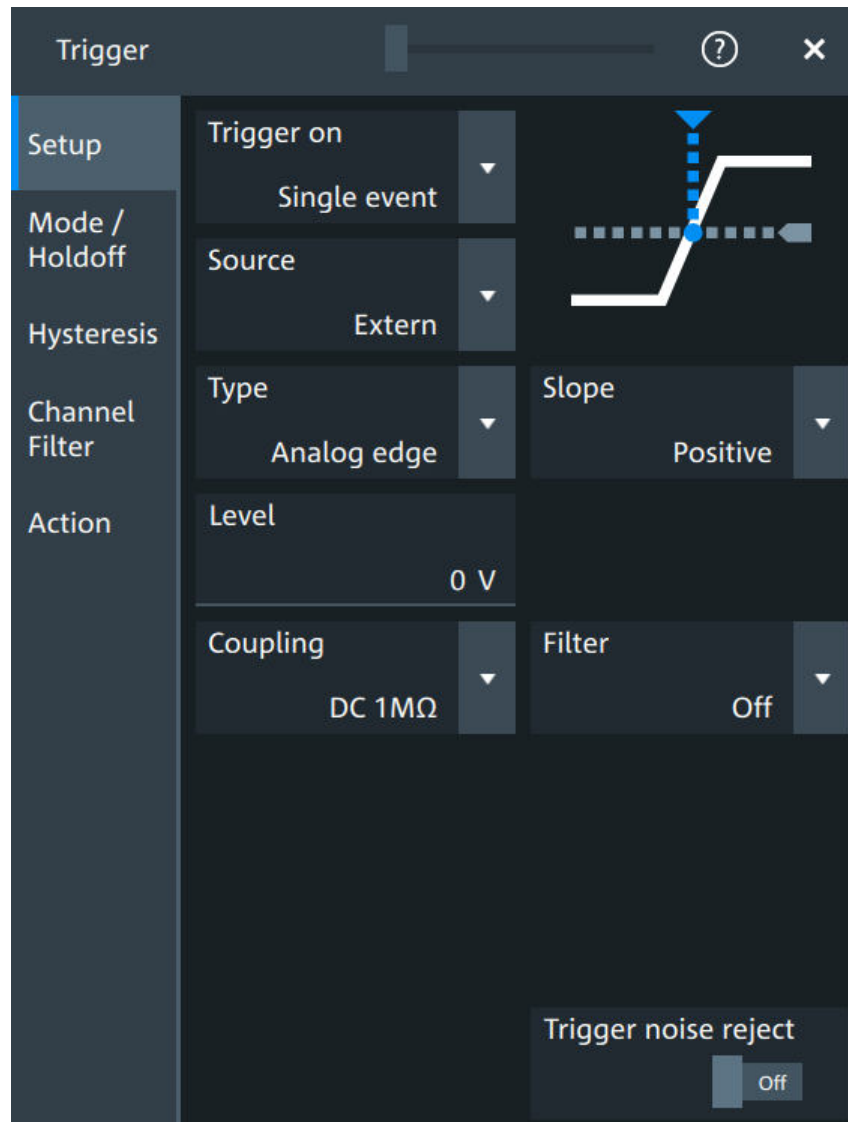 Trigger
?
Setup
Mode /
Holdoff
Hysteresis
Channel
Filter
Action
Trigger on
Single event
Source
Extern
Type
Analog edge
Slope
Positive
Level
0 V
Coupling
DC 1MΩ
Filter
Off
Trigger noise reject
Off